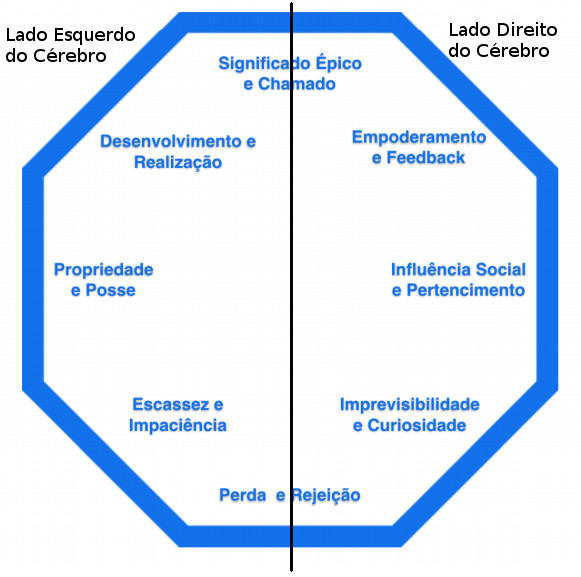 Lado Esquerdo
do Cérebro
Lado Direito
do Cérebro
Significado Épico
e Chamado
Desenvolvimento e
Realização
Empoderamento
e Feedback
Propriedade
e Posse
Influência Social
e Pertencimento
Escassez e
Impaciência
Imprevisibilidade
e Curiosidade
Perda e Rejeição